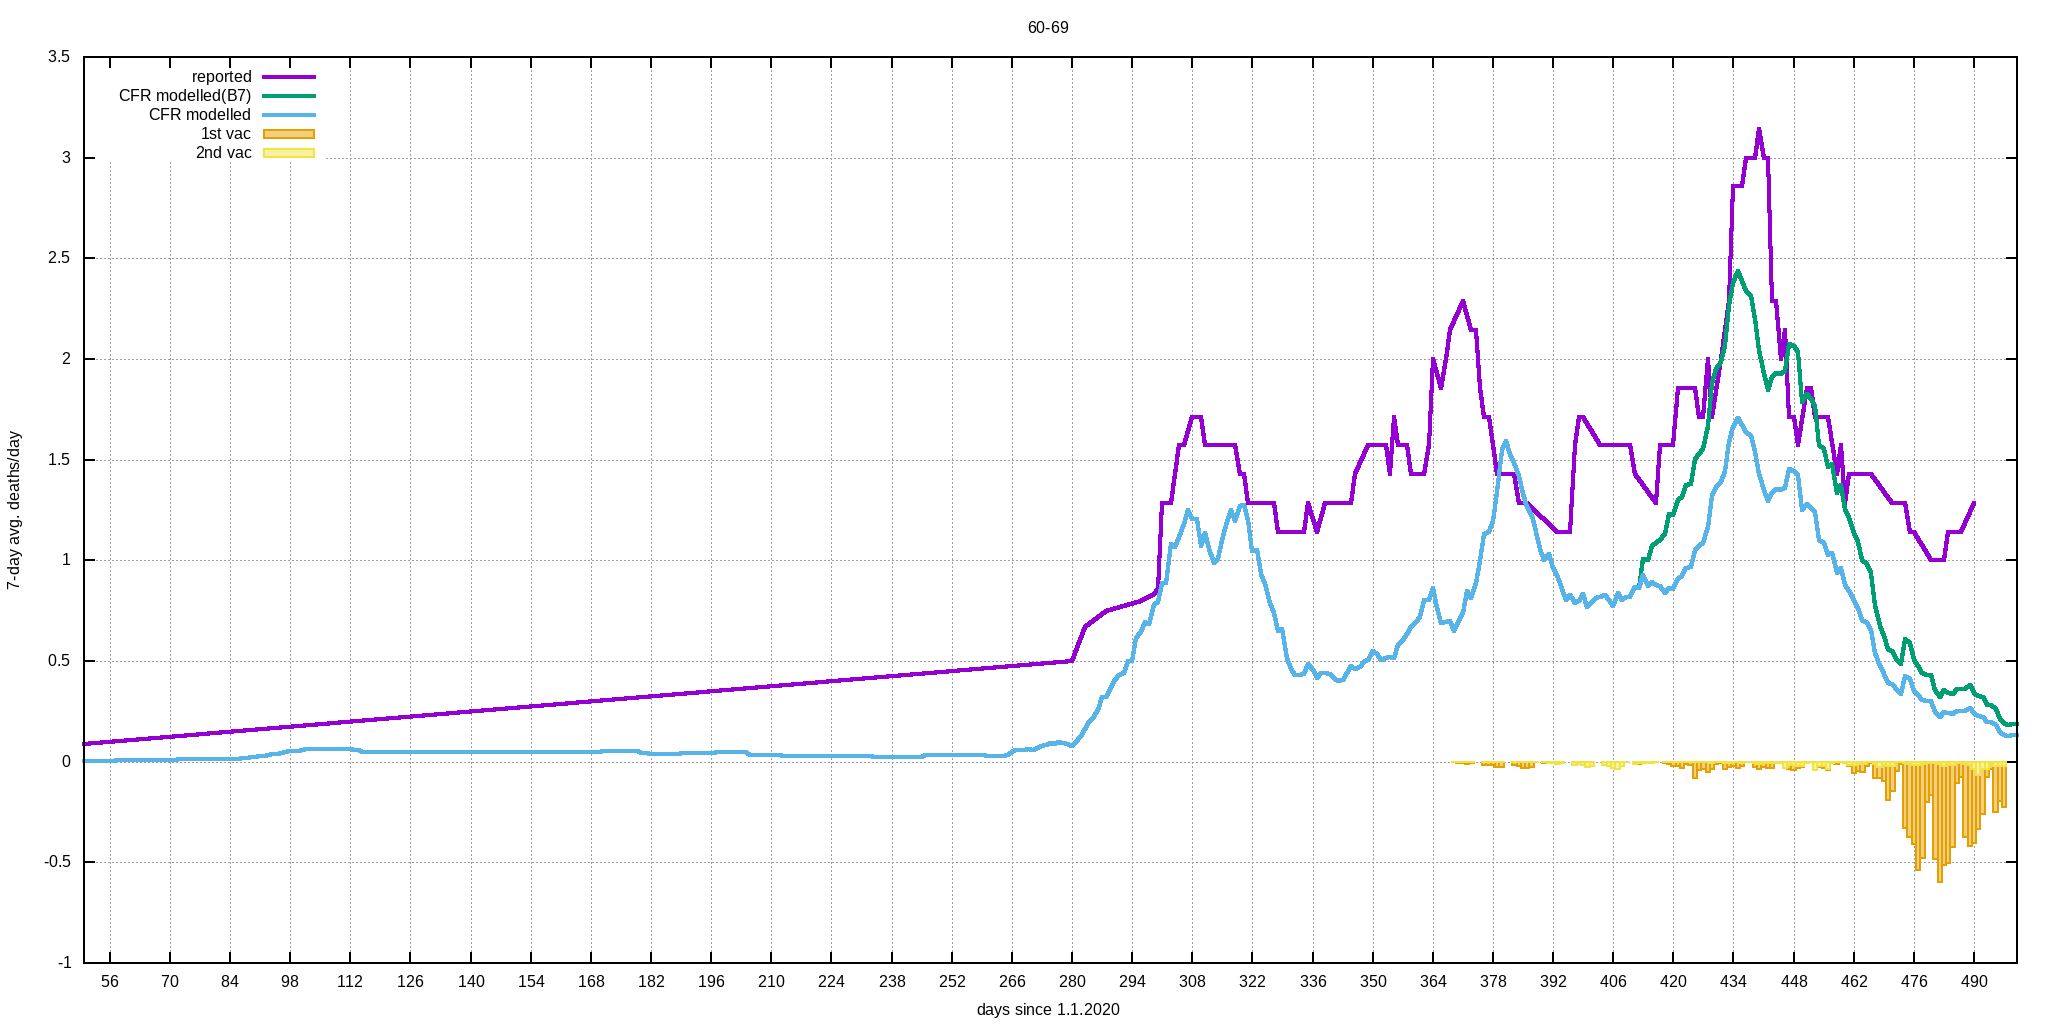 60-69
3.5
3
2.5
2
1.5
1
0.5
0
-0.5
-1
reported
CFR modelled(B7)
CFR modelled
1st vac
2nd vac
7-day avg. deaths/day
56 70 84 98 112 126 140 154 168 182 196 210 224 238 252 266 280 294 308 322 336 350 364 378 392 406 420 434 448 462 476 490
days since 1.1.2020